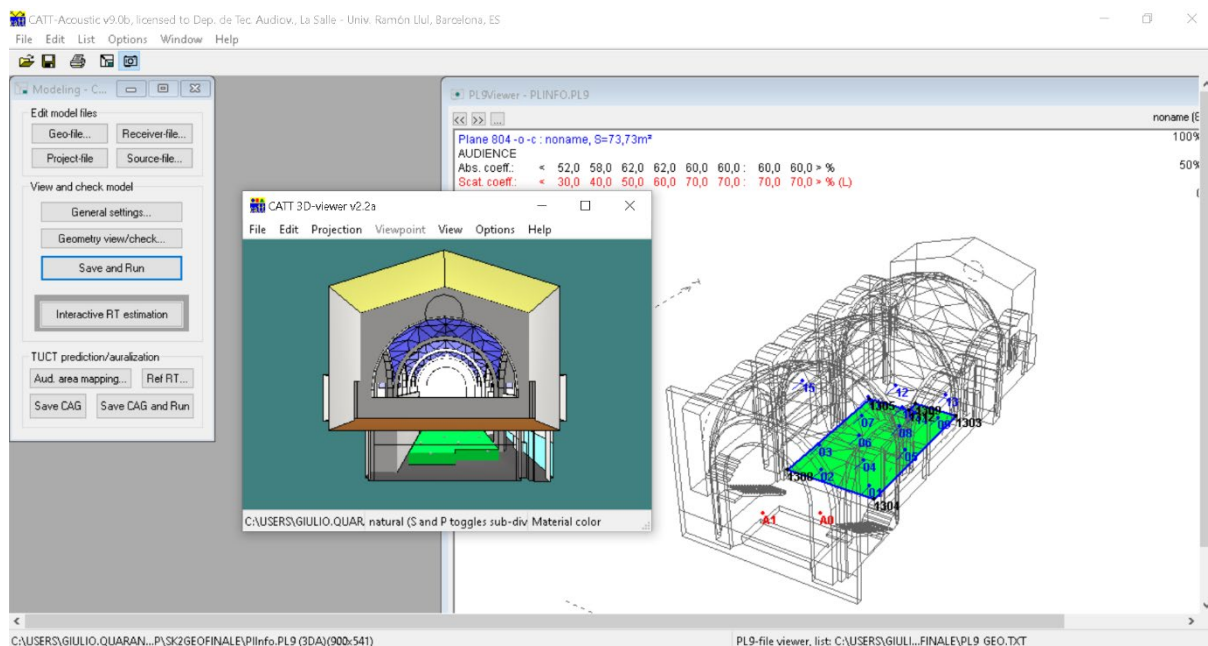 CATT-Acoustic v9.0b, licensed to Dep. de Tec. Audiov., La Salle - Univ. Ramón Llul, Barcelona, ES
File Edit List Options Window Help
Modeling - C...
Edit model files
Geo-file... Receiver-file...
Project-file Source-file...
View and check model
General settings...
Geometry view/check...
Save and Run
Interactive RT estimation
TUCT prediction/auralization
Aud. area mapping... Ref RT...
Save CAG Save CAG and Run
PL9Viewer - PLINFO.PL9
<< >> ...
noname (E
Plane 804 -o -c : noname, S=73,73m²
100%
AUDIENCE
Abs. coeff.: < 52,0 58,0 62,0 62,0 60,0 60,0 : 60,0 60,0 > %
50%
Scat. coeff.: < 30,0 40,0 50,0 60,0 70,0 70,0 : 70,0 70,0 > % (L)
CATT 3D-viewer v2.2a
File Edit Projection Viewpoint View Options Help
C:\USERS\GIULIO.QUAR. natural (S and P toggles sub-div Material color
15
12
13
1305
1309
1312
1303
07
08
09
06
03
05
04
02
1308
01
1304
A1
A0
C:\USERS\GIULIO.QUARAN...P\SK2GEOFINALE\PlInfo.PL9 (3DA)(900x541)
PL9-file viewer, list: C:\USERS\GIULI...FINALE\PL9_GEO.TXT